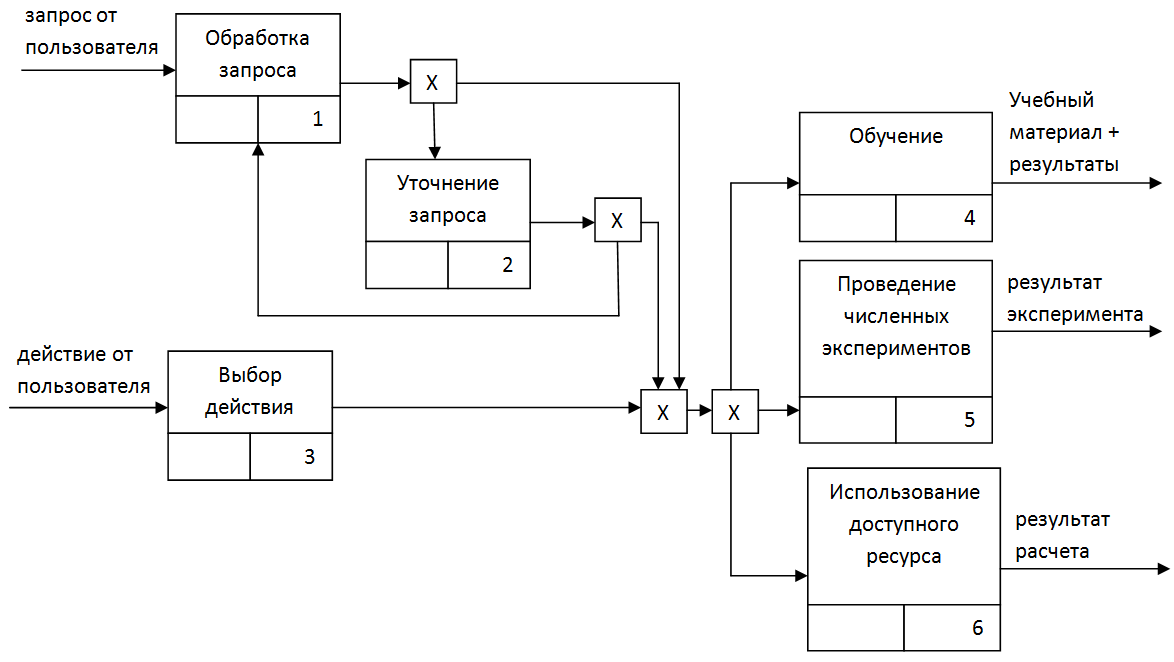 запрос от
пользователя
Обработка
запроса
1
X
Уточнение
запроса
2
X
действие от
пользователя
Выбор
действия
3
X
X
Обучение
4
Учебный
материал +
результаты
Проведение
численных
экспериментов
5
результат
эксперимента
Использование
доступного
ресурса
6
результат
расчета